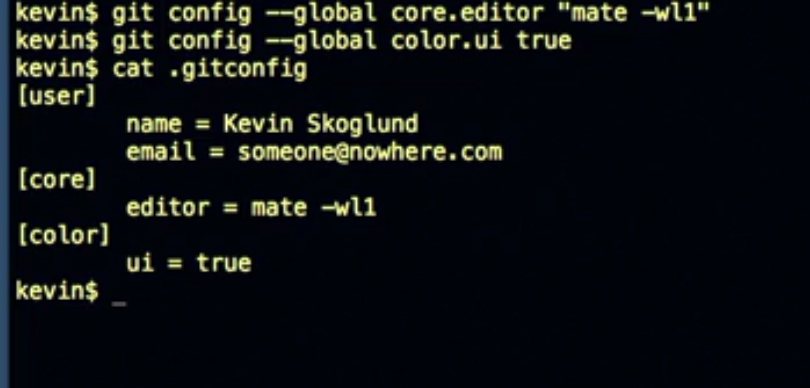 kevin$ git config --global core.editor "mate -wl1"
kevin$ git config --global color.ui true
kevin$ cat .gitconfig
[user]
        name = Kevin Skoglund
        email = someone@nowhere.com
[core]
        editor = mate -wl1
[color]
        ui = true
kevin$ _